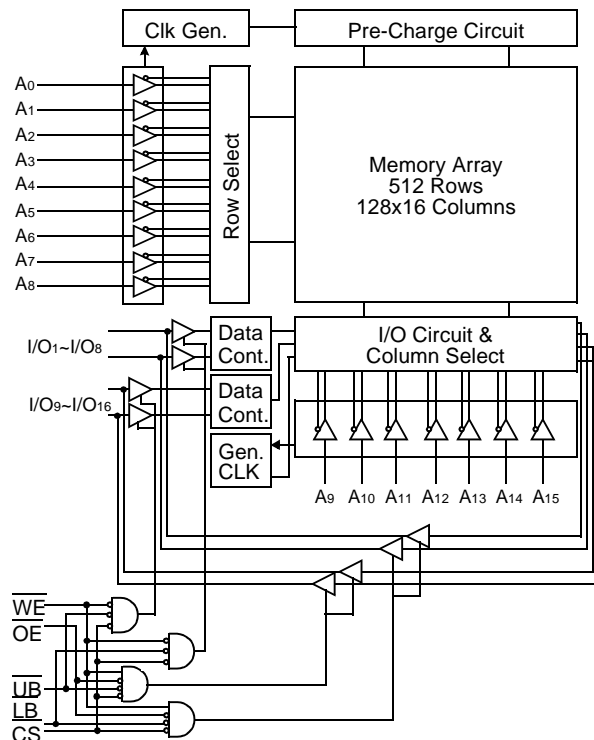 Clk Gen.
Pre-Charge Circuit
A0
A1
A2
A3
A4
A5
A6
A7
A8
Row Select
Memory Array
512 Rows
128x16 Columns
I/O1~I/O8
Data
Cont.
I/O Circuit &
Column Select
I/O9~I/O16
Data
Cont.
Gen.
CLK
A9 A10 A11 A12 A13 A14 A15
WE
OE
UB
LB
CS